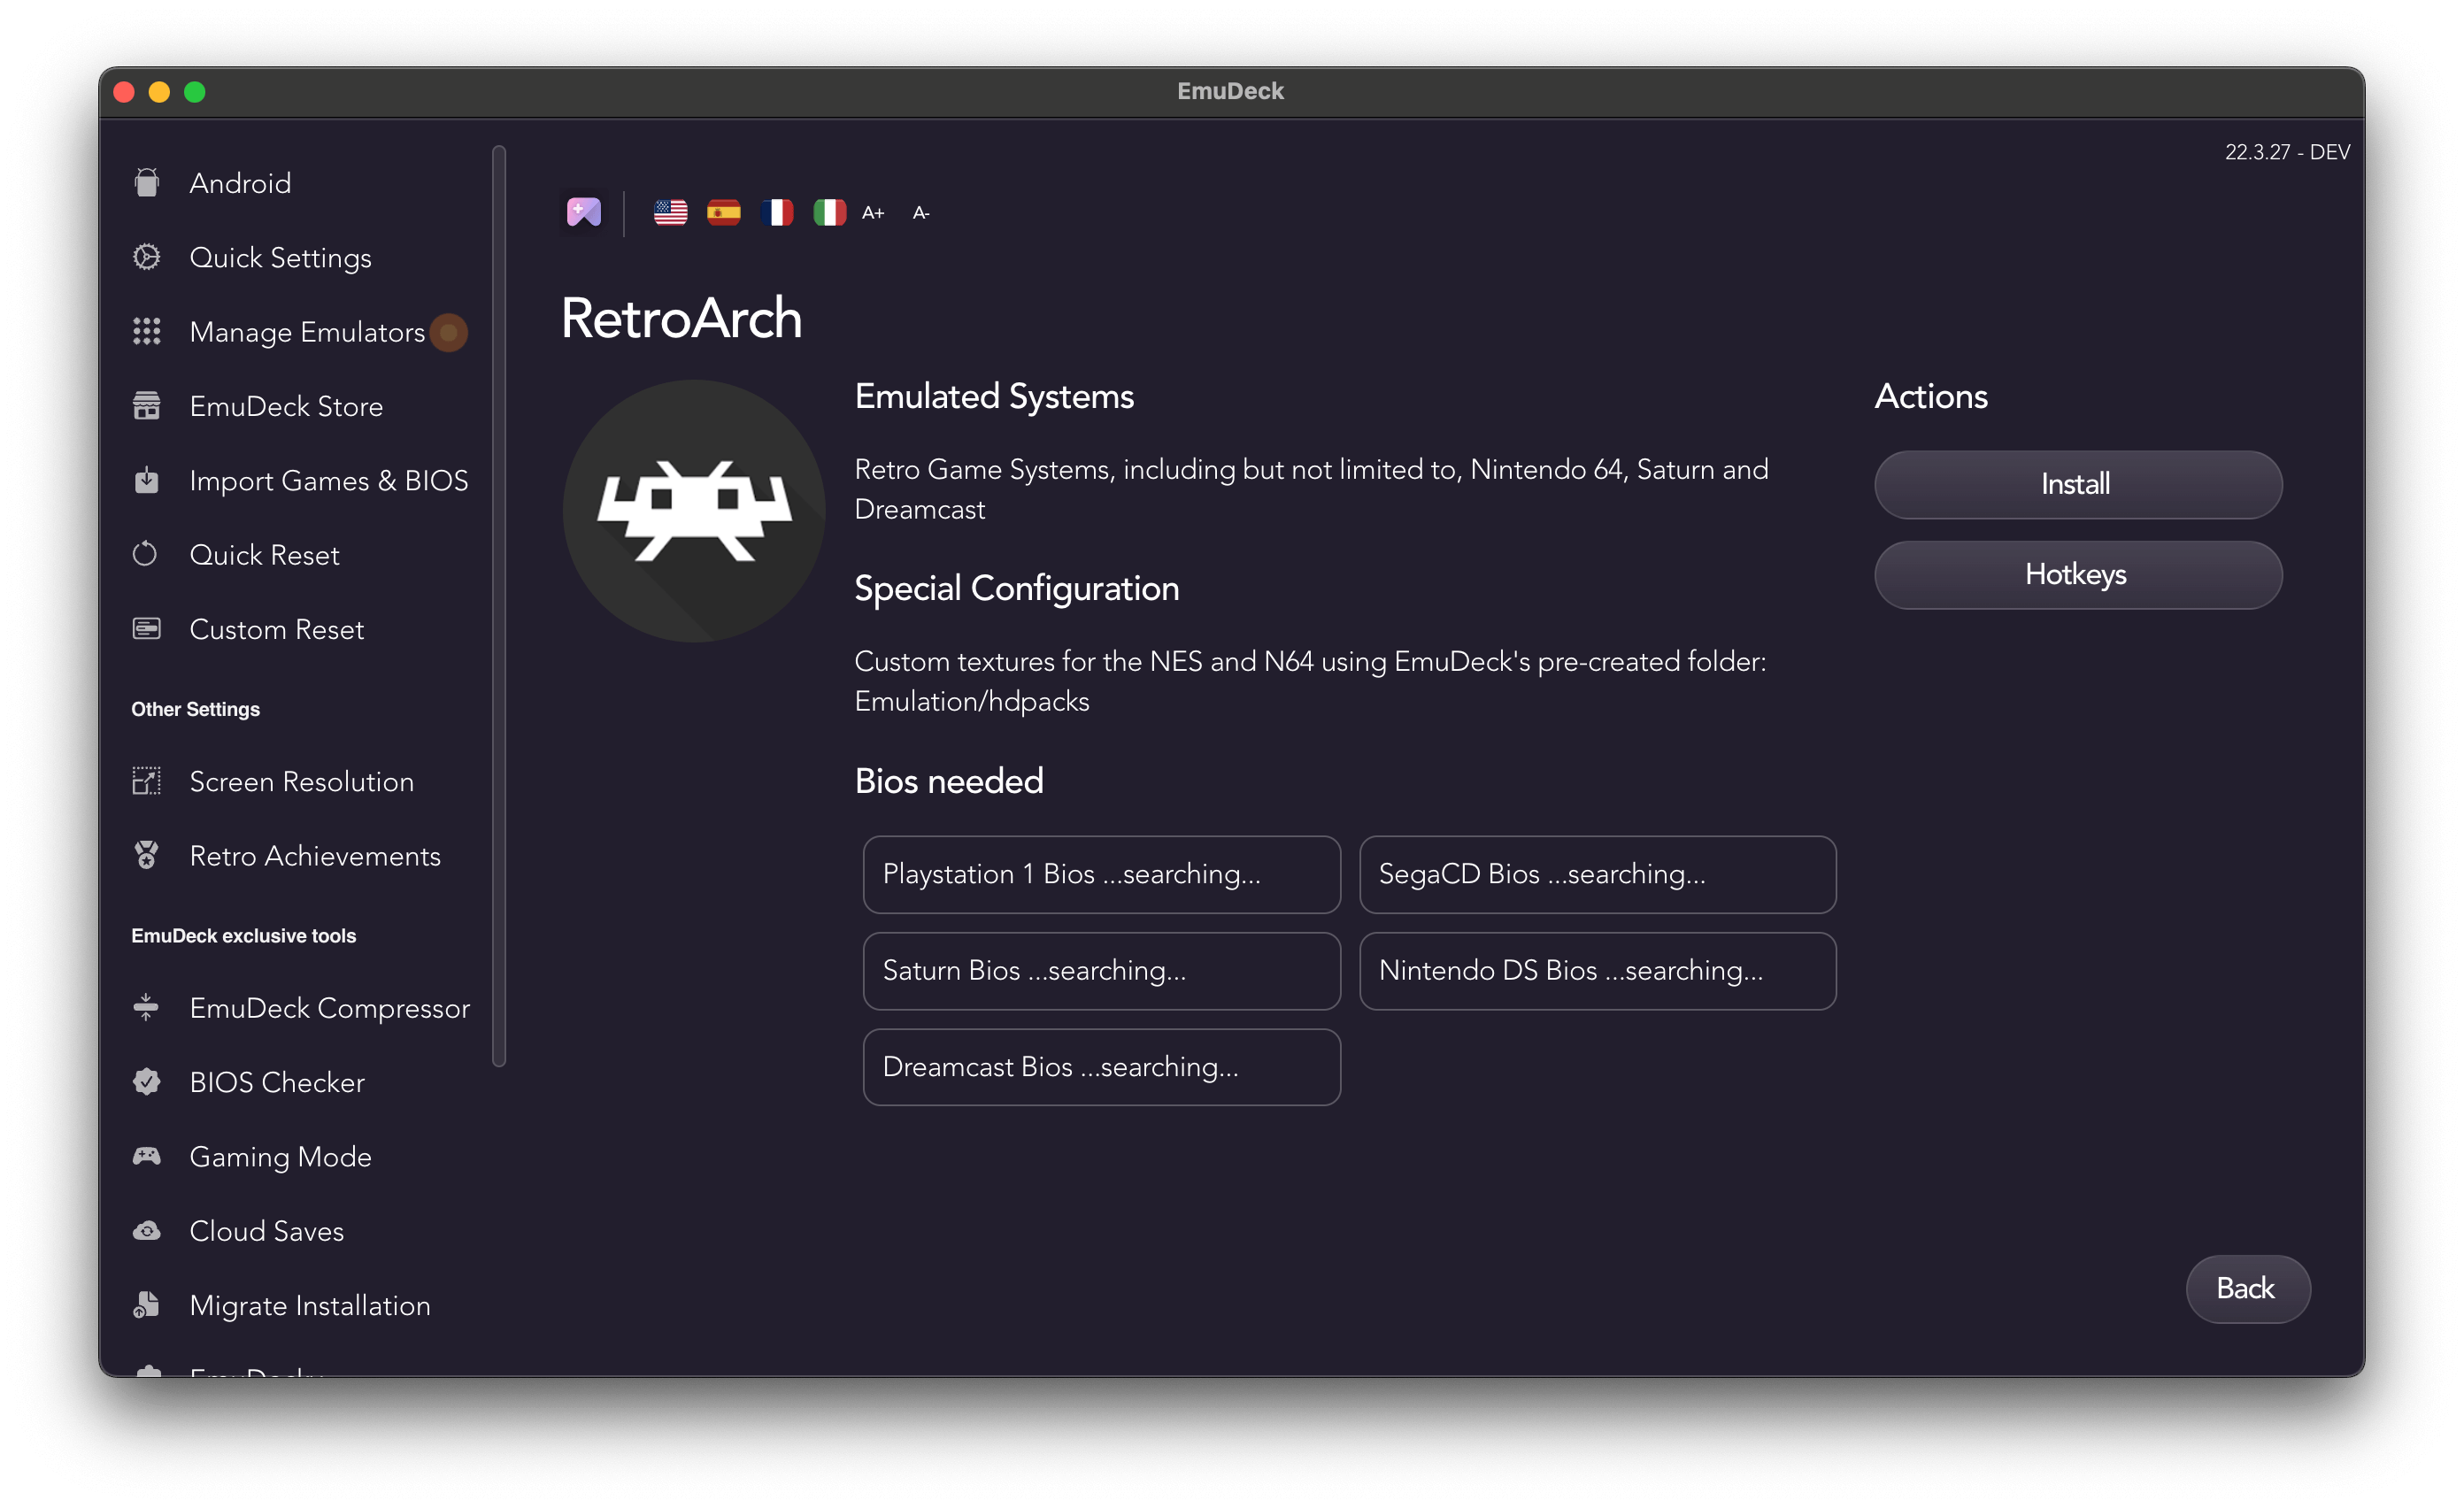 EmuDeck
22.3.27 - DEV
Android
Quick Settings
Manage Emulators
EmuDeck Store
Import Games & BIOS
Quick Reset
Custom Reset
Other Settings
Screen Resolution
Retro Achievements
EmuDeck exclusive tools
EmuDeck Compressor
BIOS Checker
Gaming Mode
Cloud Saves
Migrate Installation
A+ A-
RetroArch
Emulated Systems
Retro Game Systems, including but not limited to, Nintendo 64, Saturn and
Dreamcast
Special Configuration
Custom textures for the NES and N64 using EmuDeck's pre-created folder:
Emulation/hdpacks
Bios needed
Playstation 1 Bios ...searching...
SegaCD Bios ...searching...
Saturn Bios ...searching...
Nintendo DS Bios ...searching...
Dreamcast Bios ...searching...
Actions
Install
Hotkeys
Back